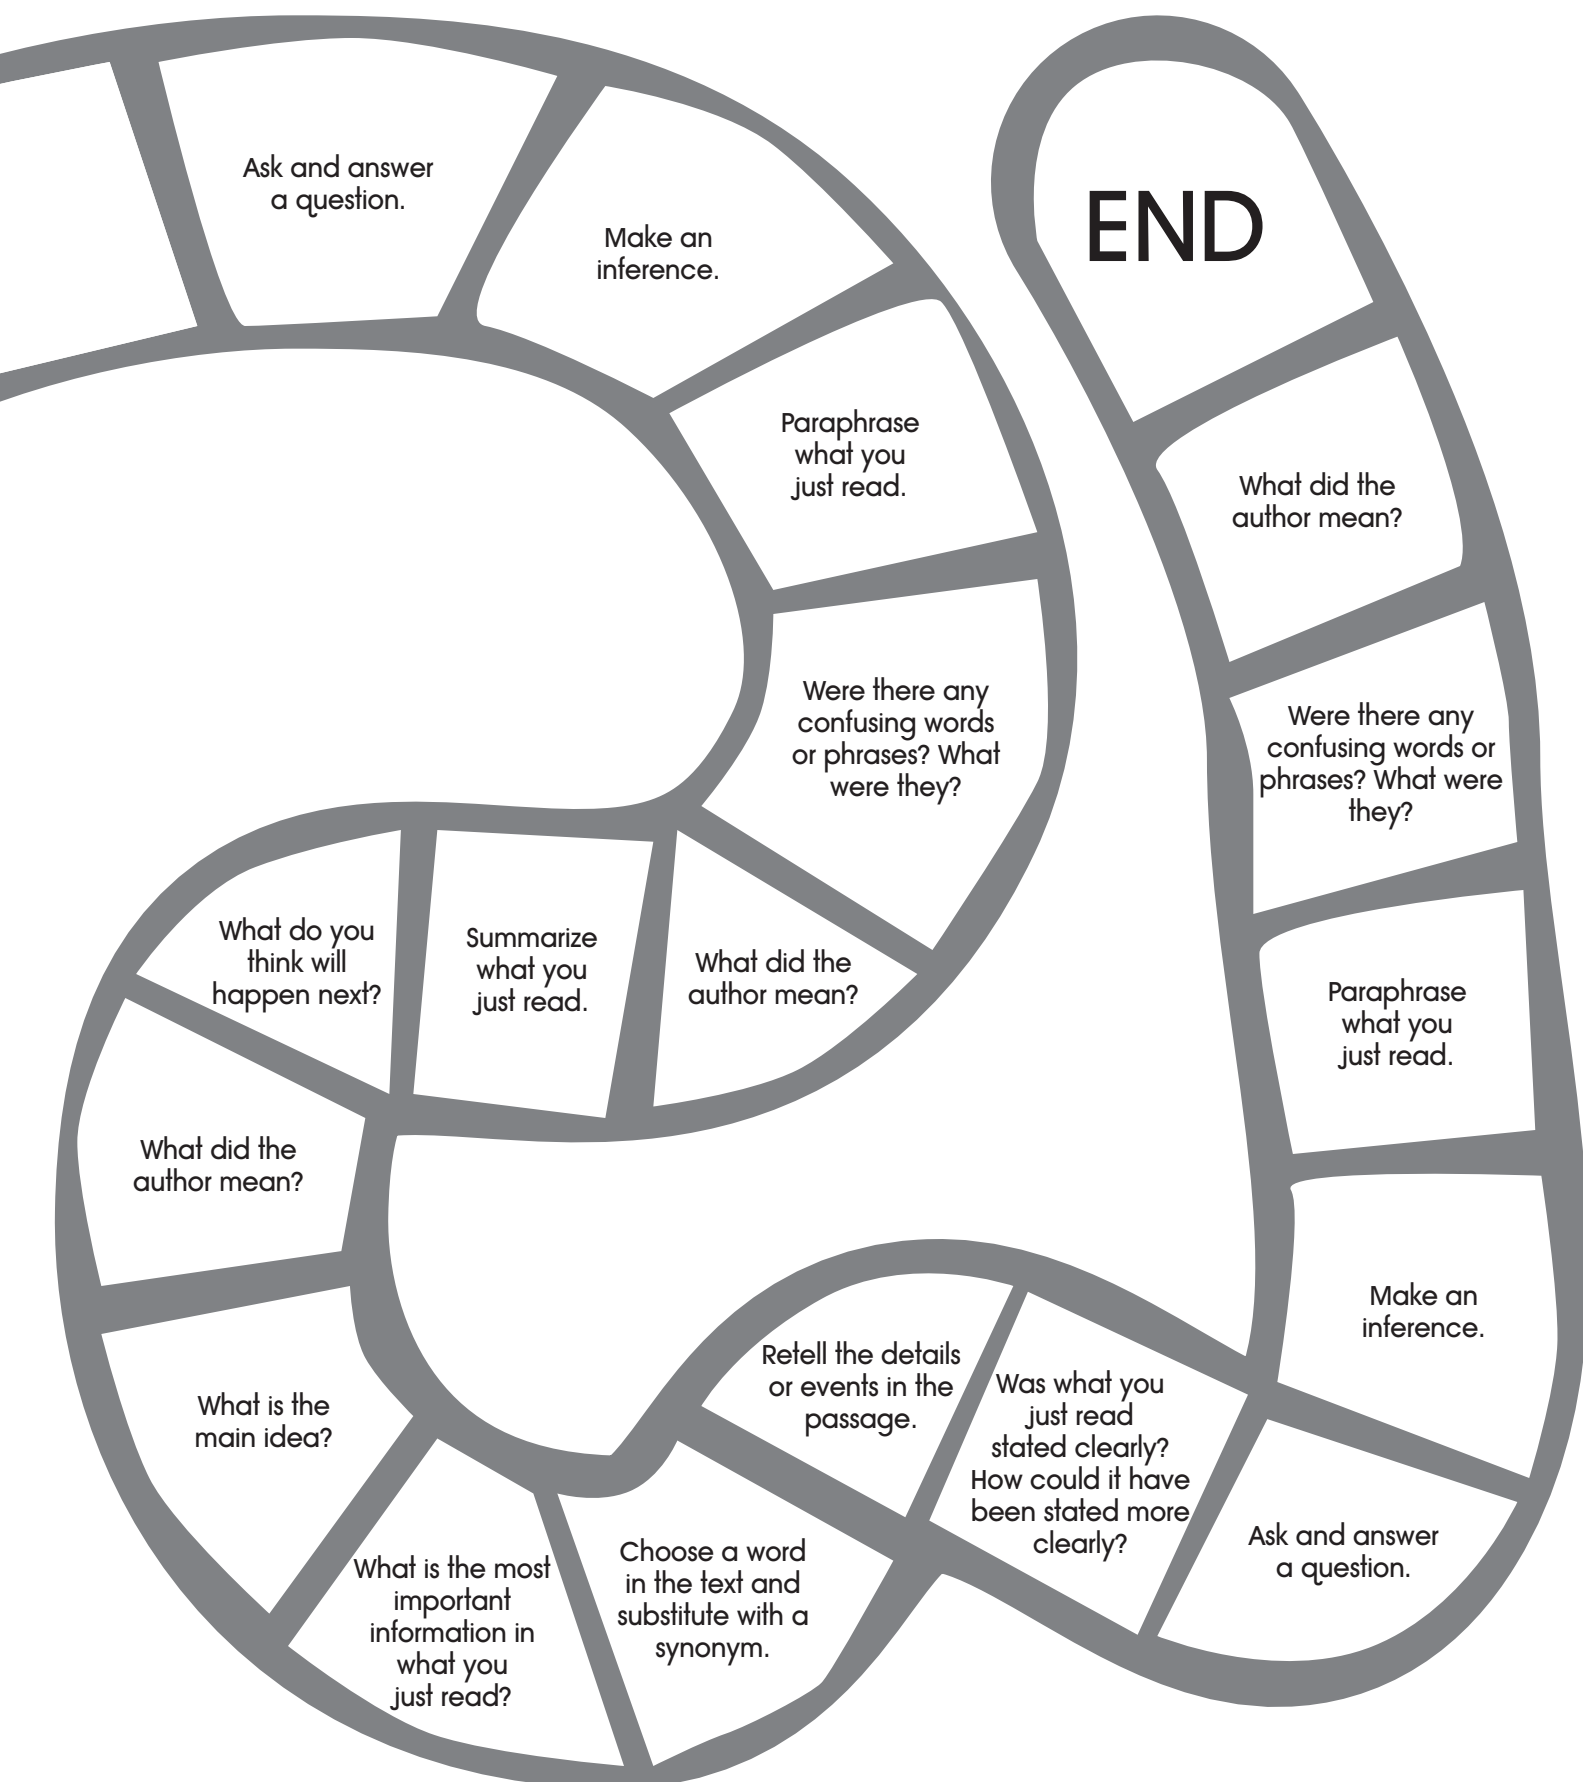 Ask and answer
a question.
Make an
inference.
Paraphrase
what you
just read.
Were there any
confusing words
or phrases? What
were they?
What did the
author mean?
Summarize
what you
just read.
What do you
think will
happen next?
What did the
author mean?
What is the
main idea?
What is the most
important
information in
what you
just read?
Choose a word
in the text and
substitute with a
synonym.
Retell the details
or events in the
passage.
Was what you
just read
stated clearly?
How could it have
been stated more
clearly?
Ask and answer
a question.
Make an
inference.
Paraphrase
what you
just read.
Were there any
confusing words or
phrases? What were
they?
What did the
author mean?
END